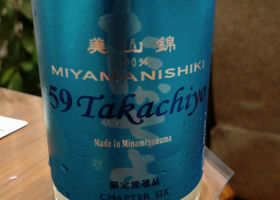 美山錦
100%
MIYAMANISHIKI
59 Takachiyo
Made in Minamiuonuma
限定流通品
CHAPTER SIX